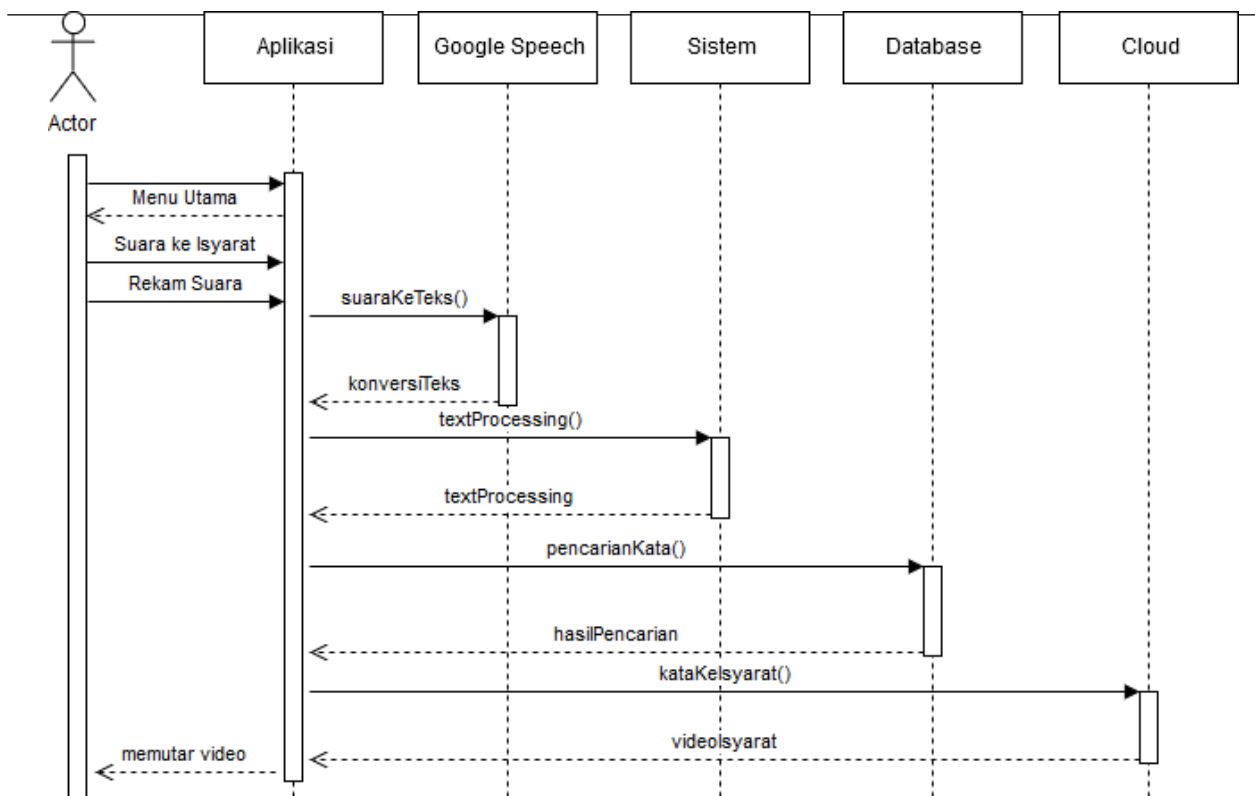 Aplikasi
Google Speech
Sistem
Database
Cloud
Actor
Menu Utama
Suara ke Isyarat
Rekam Suara
suaraKeTeks()
konversiTeks
textProcessing()
textProcessing
pencarianKata()
hasilPencarian
kataKeIsyarat()
videoIsyarat
memutar video